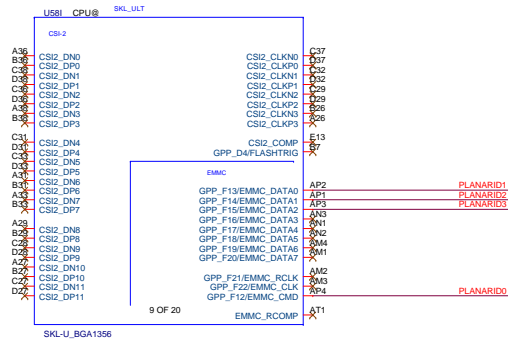 U58I CPU@ SKL_ULT
CSI-2
A36 CSI2_DN0 CSI2_CLKN0 C37
B36 CSI2_DP0 CSI2_CLKP0 D37
C38 CSI2_DN1 CSI2_CLKN1 C32
D38 CSI2_DP1 CSI2_CLKP1 D32
C36 CSI2_DN2 CSI2_CLKN2 C29
D36 CSI2_DP2 CSI2_CLKP2 D29
A38 CSI2_DN3 CSI2_CLKN3 B26
B38 CSI2_DP3 CSI2_CLKP3 A26
C31 CSI2_DN4 CSI2_COMP E13
D31 CSI2_DP4 GPP_D4/FLASHTRIG B7
C33 CSI2_DN5
D33 CSI2_DP5 EMMC
A31 CSI2_DN6
B31 CSI2_DP6 GPP_F13/EMMC_DATA0 AP2 PLANARID1
A33 CSI2_DN7 GPP_F14/EMMC_DATA1 AP1 PLANARID2
B33 CSI2_DP7 GPP_F15/EMMC_DATA2 AP3 PLANARID3
GPP_F16/EMMC_DATA3 AN3
A29 CSI2_DN8 GPP_F17/EMMC_DATA4 AN1
B29 CSI2_DP8 GPP_F18/EMMC_DATA5 AN2
C28 CSI2_DN9 GPP_F19/EMMC_DATA6 AM4
D28 CSI2_DP9 GPP_F20/EMMC_DATA7 AM1
A27 CSI2_DN10
B27 CSI2_DP10 GPP_F21/EMMC_RCLK AM2
C27 CSI2_DN11 GPP_F22/EMMC_CLK AM3
D27 CSI2_DP11 GPP_F12/EMMC_CMD AP4 PLANARID0
9 OF 20
EMMC_RCOMP AT1
SKL-U_BGA1356